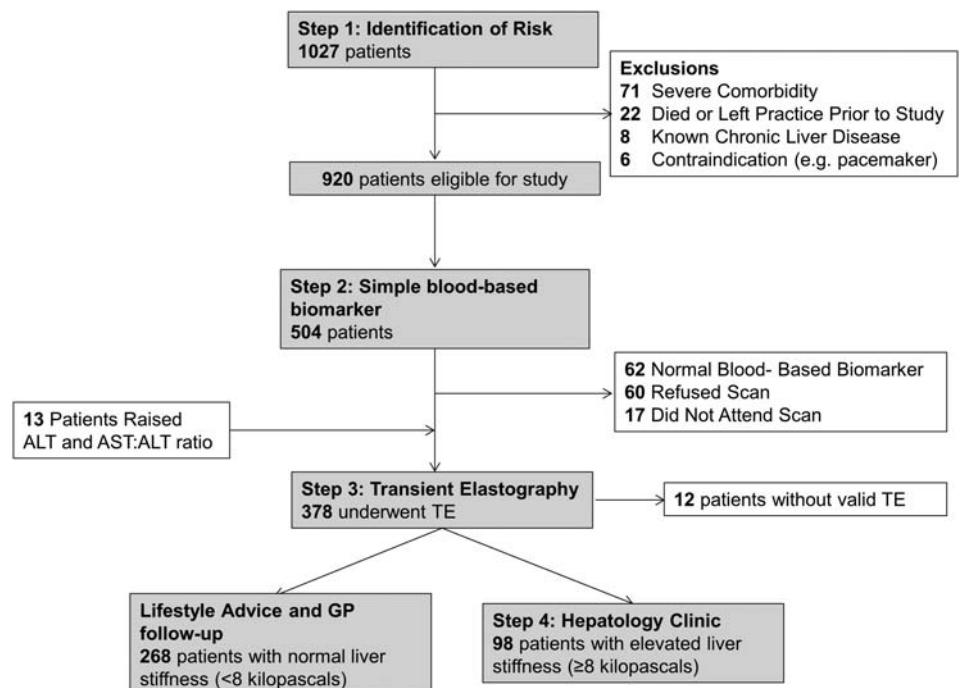 Step 1: Identification of Risk
1027 patients
Exclusions
71 Severe Comorbidity
22 Died or Left Practice Prior to Study
8 Known Chronic Liver Disease
6 Contraindication (e.g. pacemaker)
920 patients eligible for study
Step 2: Simple blood-based
biomarker
504 patients
62 Normal Blood- Based Biomarker
60 Refused Scan
17 Did Not Attend Scan
13 Patients Raised
ALT and AST:ALT ratio
Step 3: Transient Elastography
378 underwent TE
12 patients without valid TE
Lifestyle Advice and GP
follow-up
268 patients with normal liver
stiffness (<8 kilopascals)
Step 4: Hepatology Clinic
98 patients with elevated liver
stiffness (≥8 kilopascals)